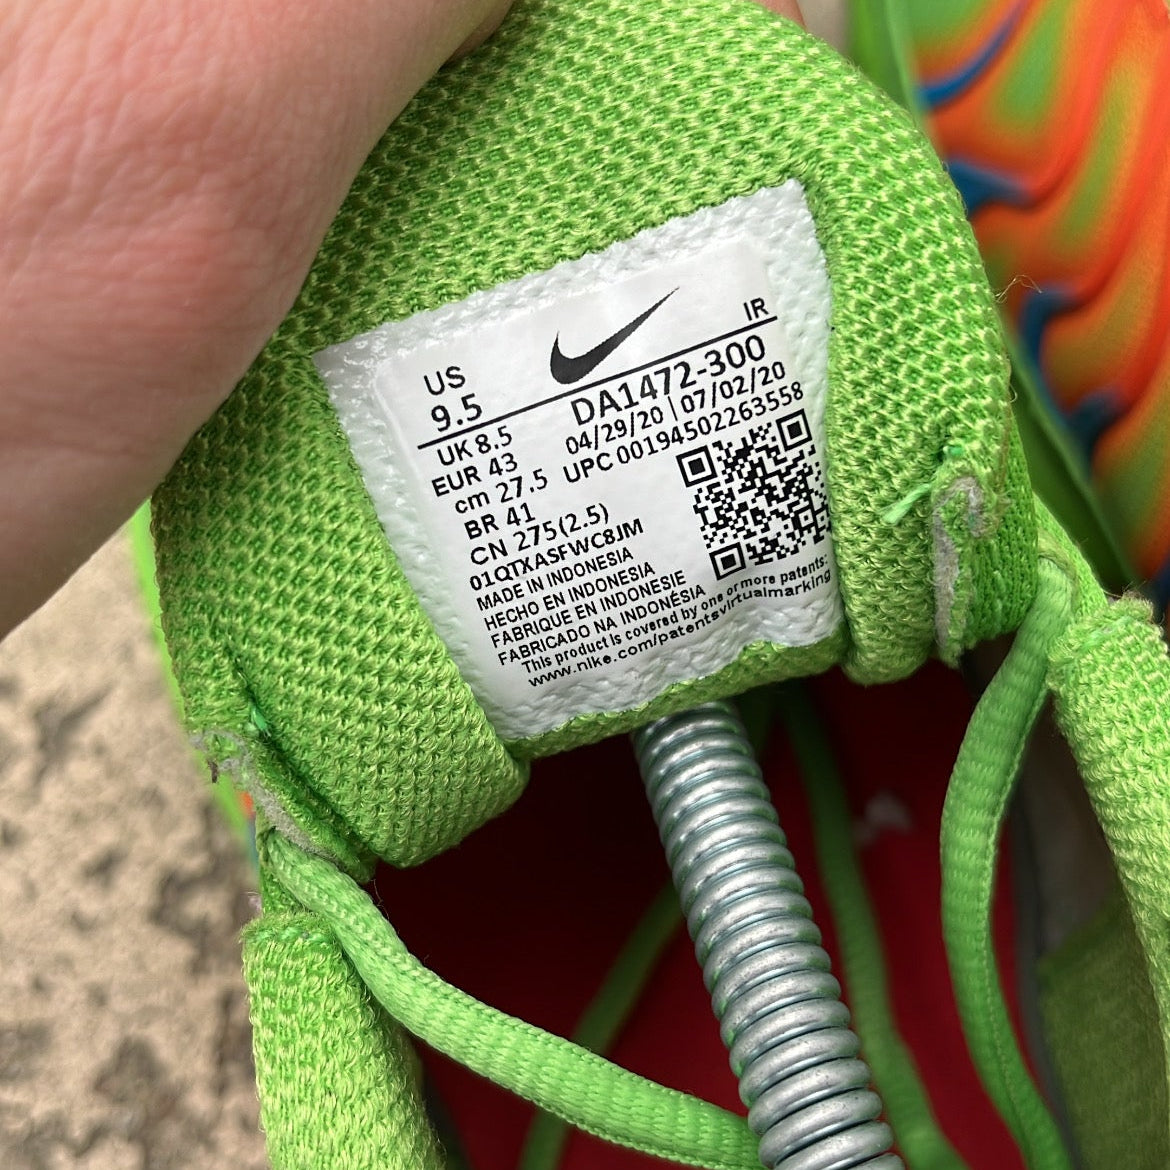 US
9.5
IR
UK 8.5
EUR 43
cm 27.5
BR 41
CN 275(2.5)
DA1472-300
04/29/20 | 07/02/20
UPC 00194502263558
01QTXASFWC8JM
MADE IN INDONESIA
HECHO EN INDONESIA
FABRIQUE EN INDONESIE
FABRICADO NA INDONÉSIA
This product is covered by one or more patents:
www.nike.com/patentsvirtualmarking